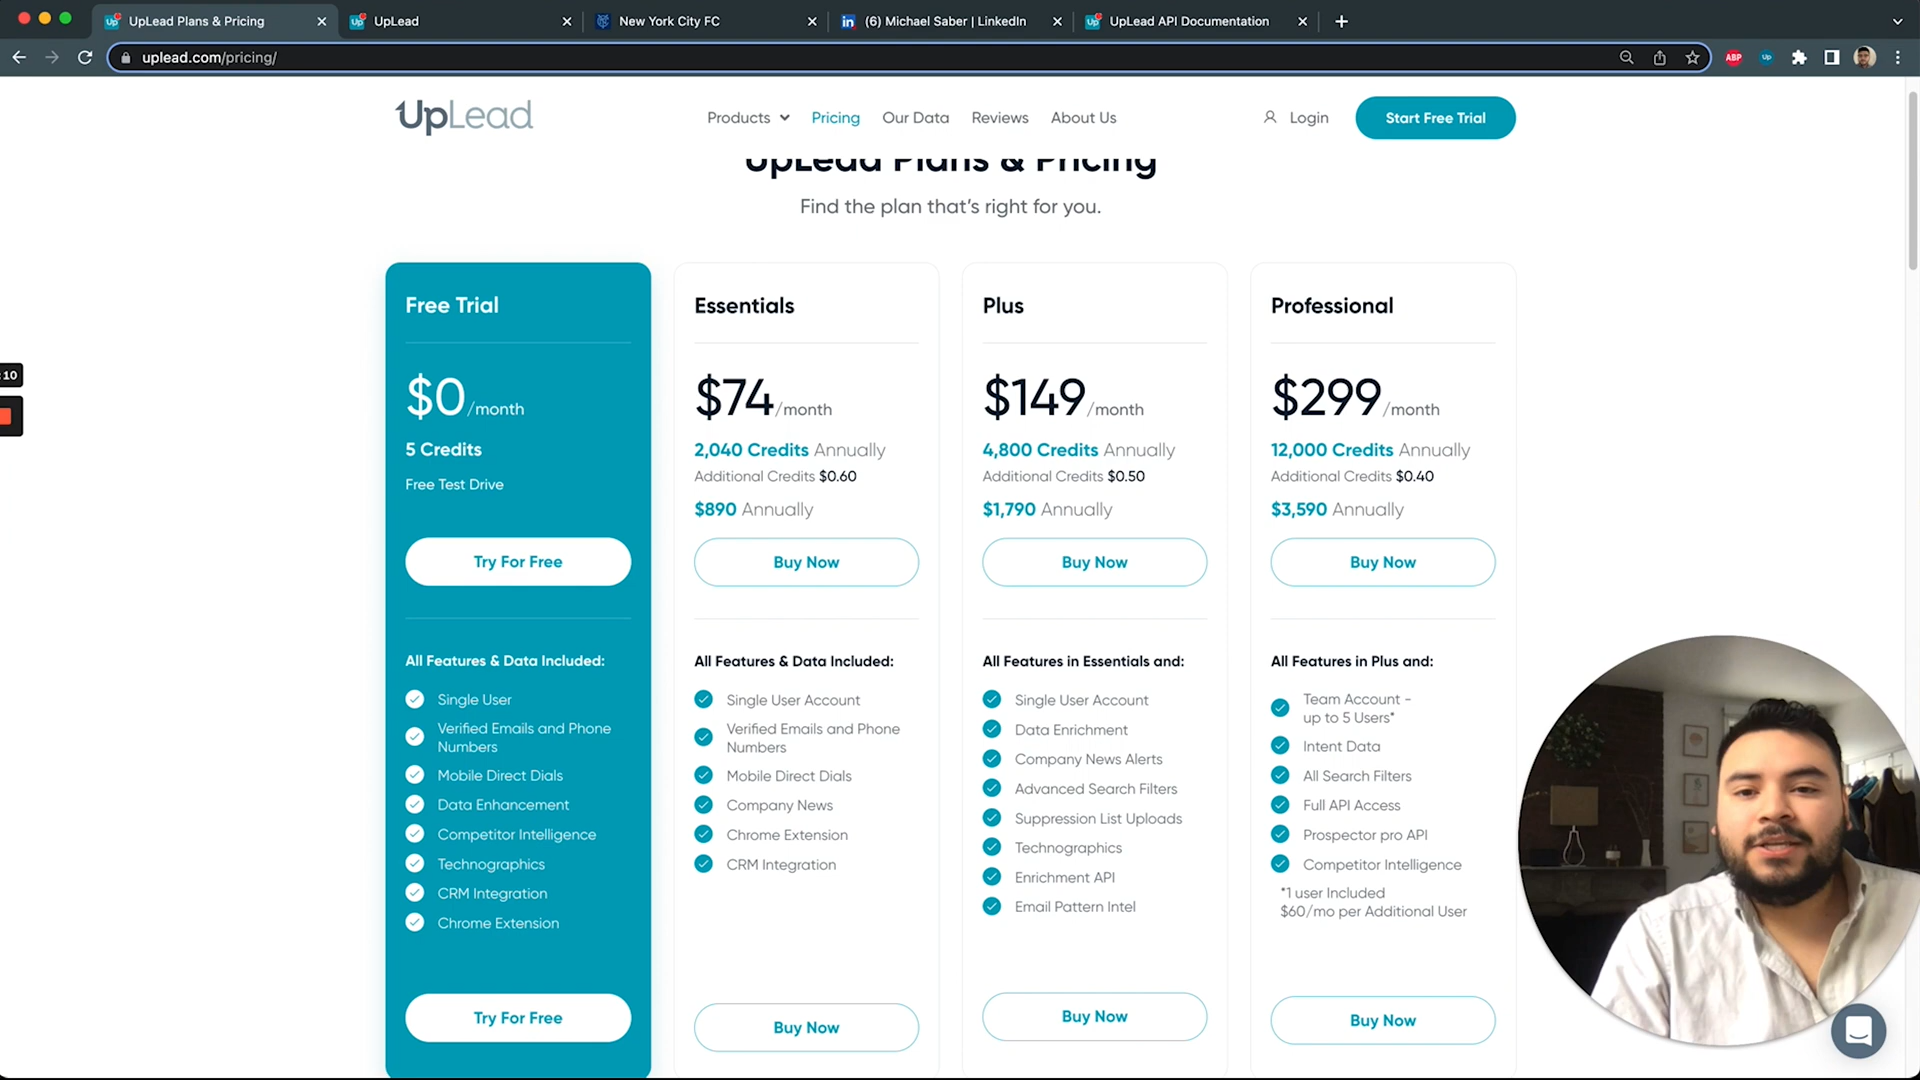 UpLead Plans & Pricing
UpLead
New York City FC
(6) Michael Saber | LinkedIn
UpLead API Documentation
uplead.com/pricing/
ABP
UpLead
Products
Pricing
Our Data
Reviews
About Us
Login
Start Free Trial
UpLead Plans & Pricing
Find the plan that's right for you.
Free Trial
$0/month
5 Credits
Free Test Drive
Try For Free
All Features & Data Included:
Single User
Verified Emails and Phone
Numbers
Mobile Direct Dials
Data Enhancement
Competitor Intelligence
Technographics
CRM Integration
Chrome Extension
Try For Free
Essentials
$74/month
2,040 Credits Annually
Additional Credits $0.60
$890 Annually
Buy Now
All Features & Data Included:
Single User Account
Verified Emails and Phone
Numbers
Mobile Direct Dials
Company News
Chrome Extension
CRM Integration
Buy Now
Plus
$149/month
4,800 Credits Annually
Additional Credits $0.50
$1,790 Annually
Buy Now
All Features in Essentials and:
Single User Account
Data Enrichment
Company News Alerts
Advanced Search Filters
Suppression List Uploads
Technographics
Enrichment API
Email Pattern Intel
Buy Now
Professional
$299/month
12,000 Credits Annually
Additional Credits $0.40
$3,590 Annually
Buy Now
All Features in Plus and:
Team Account -
up to 5 Users*
Intent Data
All Search Filters
Full API Access
Prospector pro API
Competitor Intelligence
*1 user Included
$60/mo per Additional User
Buy Now
:10